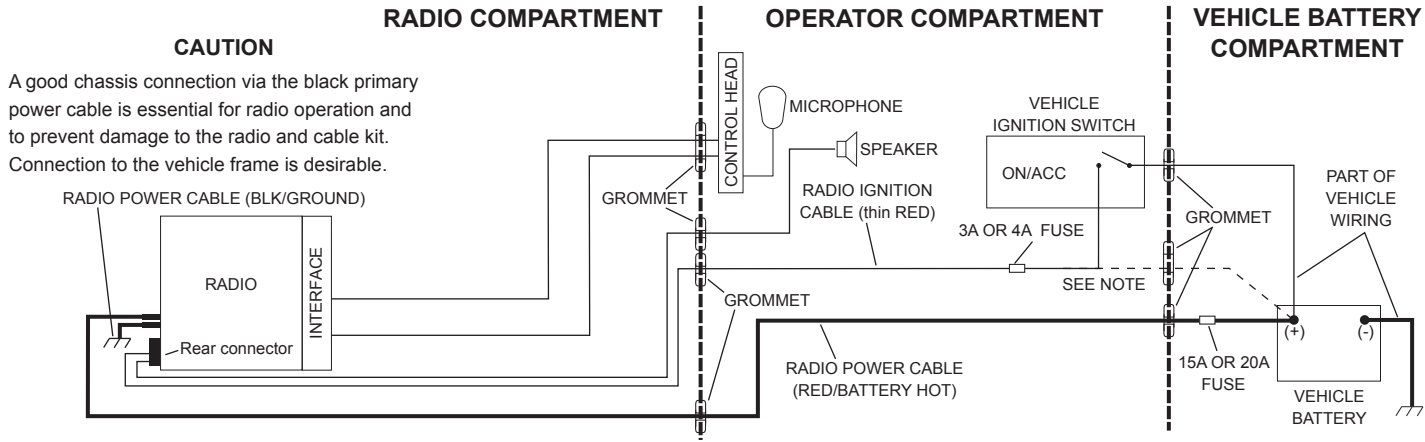 RADIO COMPARTMENT
OPERATOR COMPARTMENT
VEHICLE BATTERY
COMPARTMENT
CAUTION
A good chassis connection via the black primary
power cable is essential for radio operation and
to prevent damage to the radio and cable kit.
Connection to the vehicle frame is desirable.
RADIO POWER CABLE (BLK/GROUND)
RADIO
INTERFACE
Rear connector
GROMMET
GROMMET
CONTROL HEAD
MICROPHONE
SPEAKER
RADIO IGNITION
CABLE (thin RED)
VEHICLE
IGNITION SWITCH
ON/ACC
3A OR 4A FUSE
SEE NOTE
RADIO POWER CABLE
(RED/BATTERY HOT)
GROMMET
PART OF
VEHICLE
WIRING
15A OR 20A
FUSE
(+)
(-)
VEHICLE
BATTERY